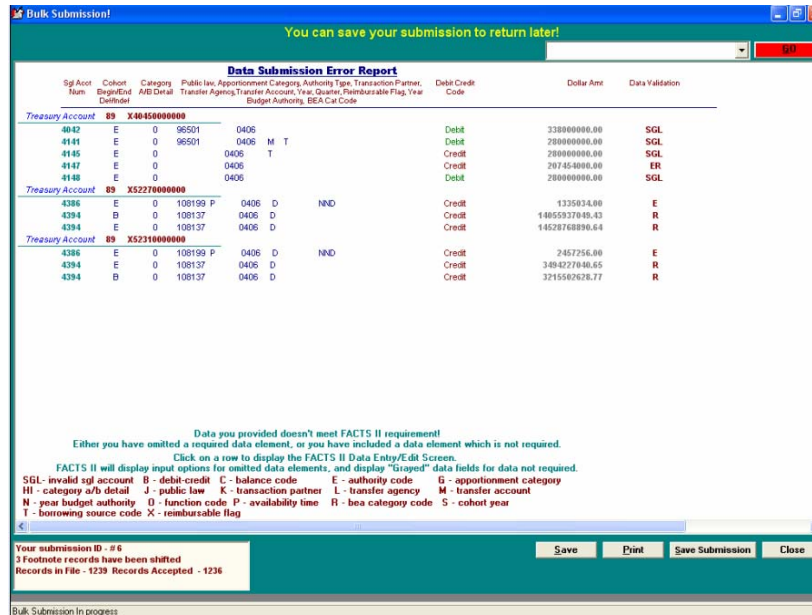 Bulk Submission!
You can save your submission to return later!
GO
Data Submission Error Report
Sgl Acct Num Cohort Begin/End Def/Indef Category A/B Detail Public law, Apportionment Category, Authority Type, Transaction Partner, Transfer Agency, Transfer Account, Year, Quarter, Reimbursable Flag, Year Budget Authority, BEA Cat Code Debit Credit Code Dollar Amt Data Validation
Treasury Account 89 X40450000000
4042 E 0 96501 0406 Debit 338000000.00 SGL
4141 E 0 96501 0406 M T Debit 280000000.00 SGL
4145 E 0 0406 T Credit 280000000.00 SGL
4147 E 0 0406 Credit 207454000.00 ER
4148 E 0 0406 Debit 280000000.00 SGL
Treasury Account 89 X52270000000
4386 E 0 108199 P 0406 D NND Credit 1335034.00 E
4394 B 0 108137 0406 D Credit 14055937049.43 R
4394 E 0 108137 0406 D Credit 14528768890.64 R
Treasury Account 89 X52310000000
4386 E 0 108199 P 0406 D NND Credit 2457256.00 E
4394 E 0 108137 0406 D Credit 3494227040.65 R
4394 B 0 108137 0406 D Credit 3215502628.77 R
Data you provided doesn't meet FACTS II requirement!
Either you have omitted a required data element, or you have included a data element which is not required.
Click on a row to display the FACTS II Data Entry/Edit Screen.
FACTS II will display input options for omitted data elements, and display "Grayed" data fields for data not required.
SGL- invalid sgl account B - debit-credit C - balance code E - authority code G - apportionment category
HI - category a/b detail J - public law K - transaction partner L - transfer agency M - transfer account
N - year budget authority O - function code P - availability time R - bea category code S - cohort year
T - borrowing source code X - reimbursable flag
Your submission ID - # 6
3 Footnote records have been shifted
Records in File - 1239 Records Accepted - 1236
Save Print Save Submission Close
Bulk Submission In progress